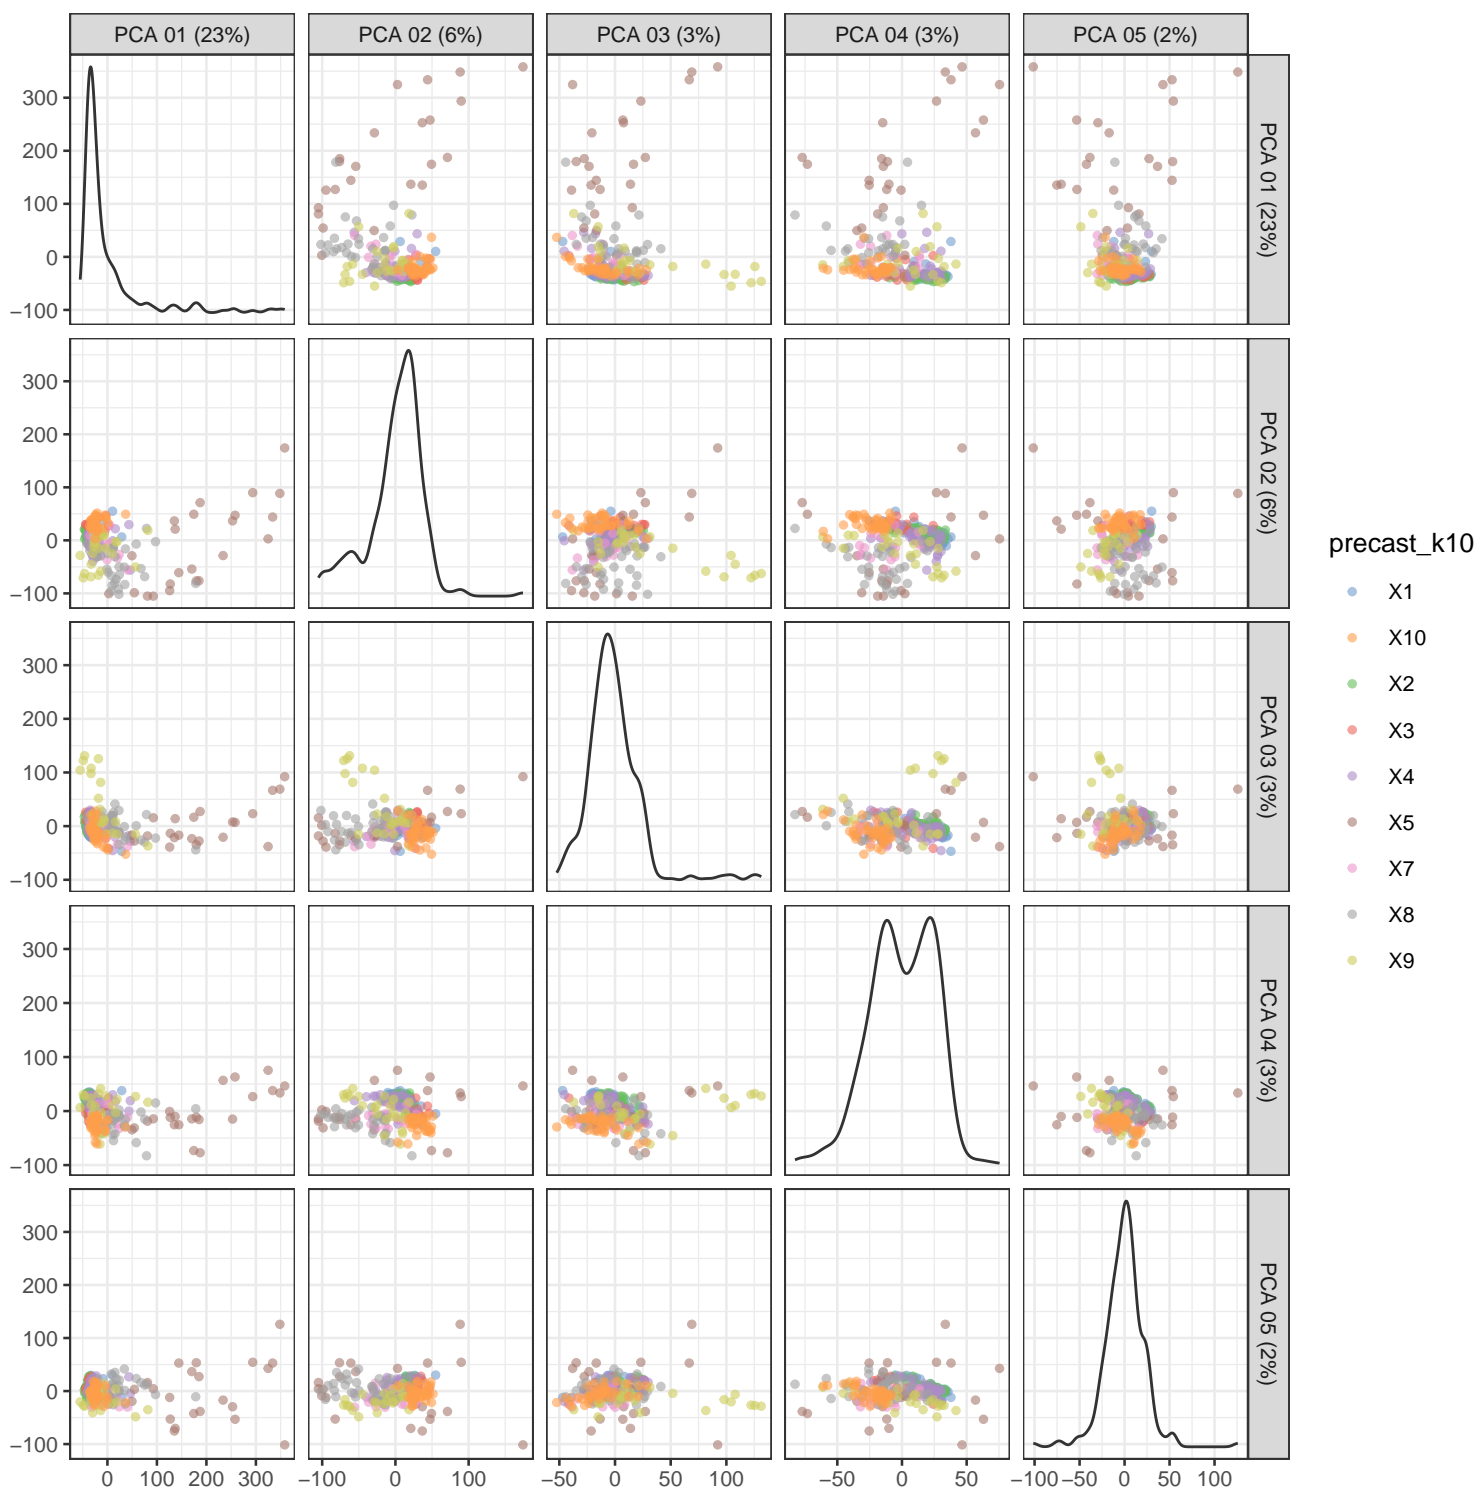 PCA 01 (23%) PCA 02 (6%) PCA 03 (3%) PCA 04 (3%) PCA 05 (2%)
300
200
100
0
−100
PCA 01 (23%)
300
200
100
0
−100
PCA 02 (6%)
300
200
100
0
−100
PCA 03 (3%)
300
200
100
0
−100
PCA 04 (3%)
300
200
100
0
−100
PCA 05 (2%)
0 100 200 300 −100 0 100 −50 0 50 100 −50 0 50 −100 −50 0 50 100
precast_k10
X1
X10
X2
X3
X4
X5
X7
X8
X9